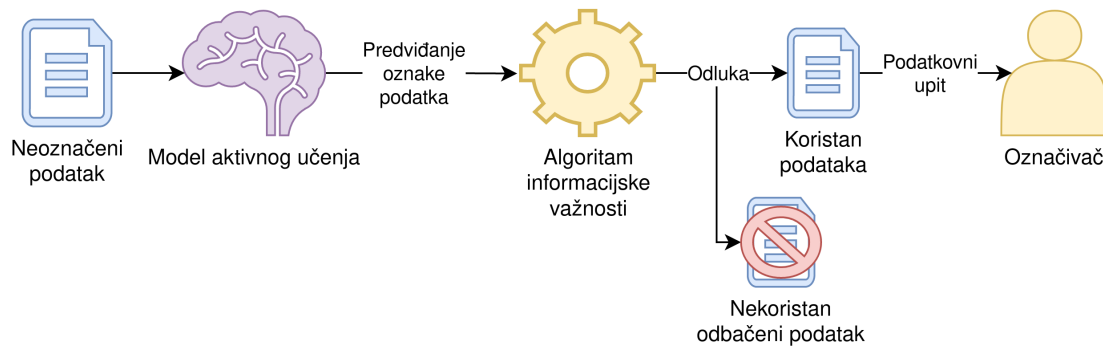 Neoznačeni
podatak
Model aktivnog učenja
Predviđanje
oznake
podatka
Algoritam
informacijske
važnosti
Odluka
Koristan
podataka
Podatkovni
upit
Označivač
Nekoristan
odbačeni podatak